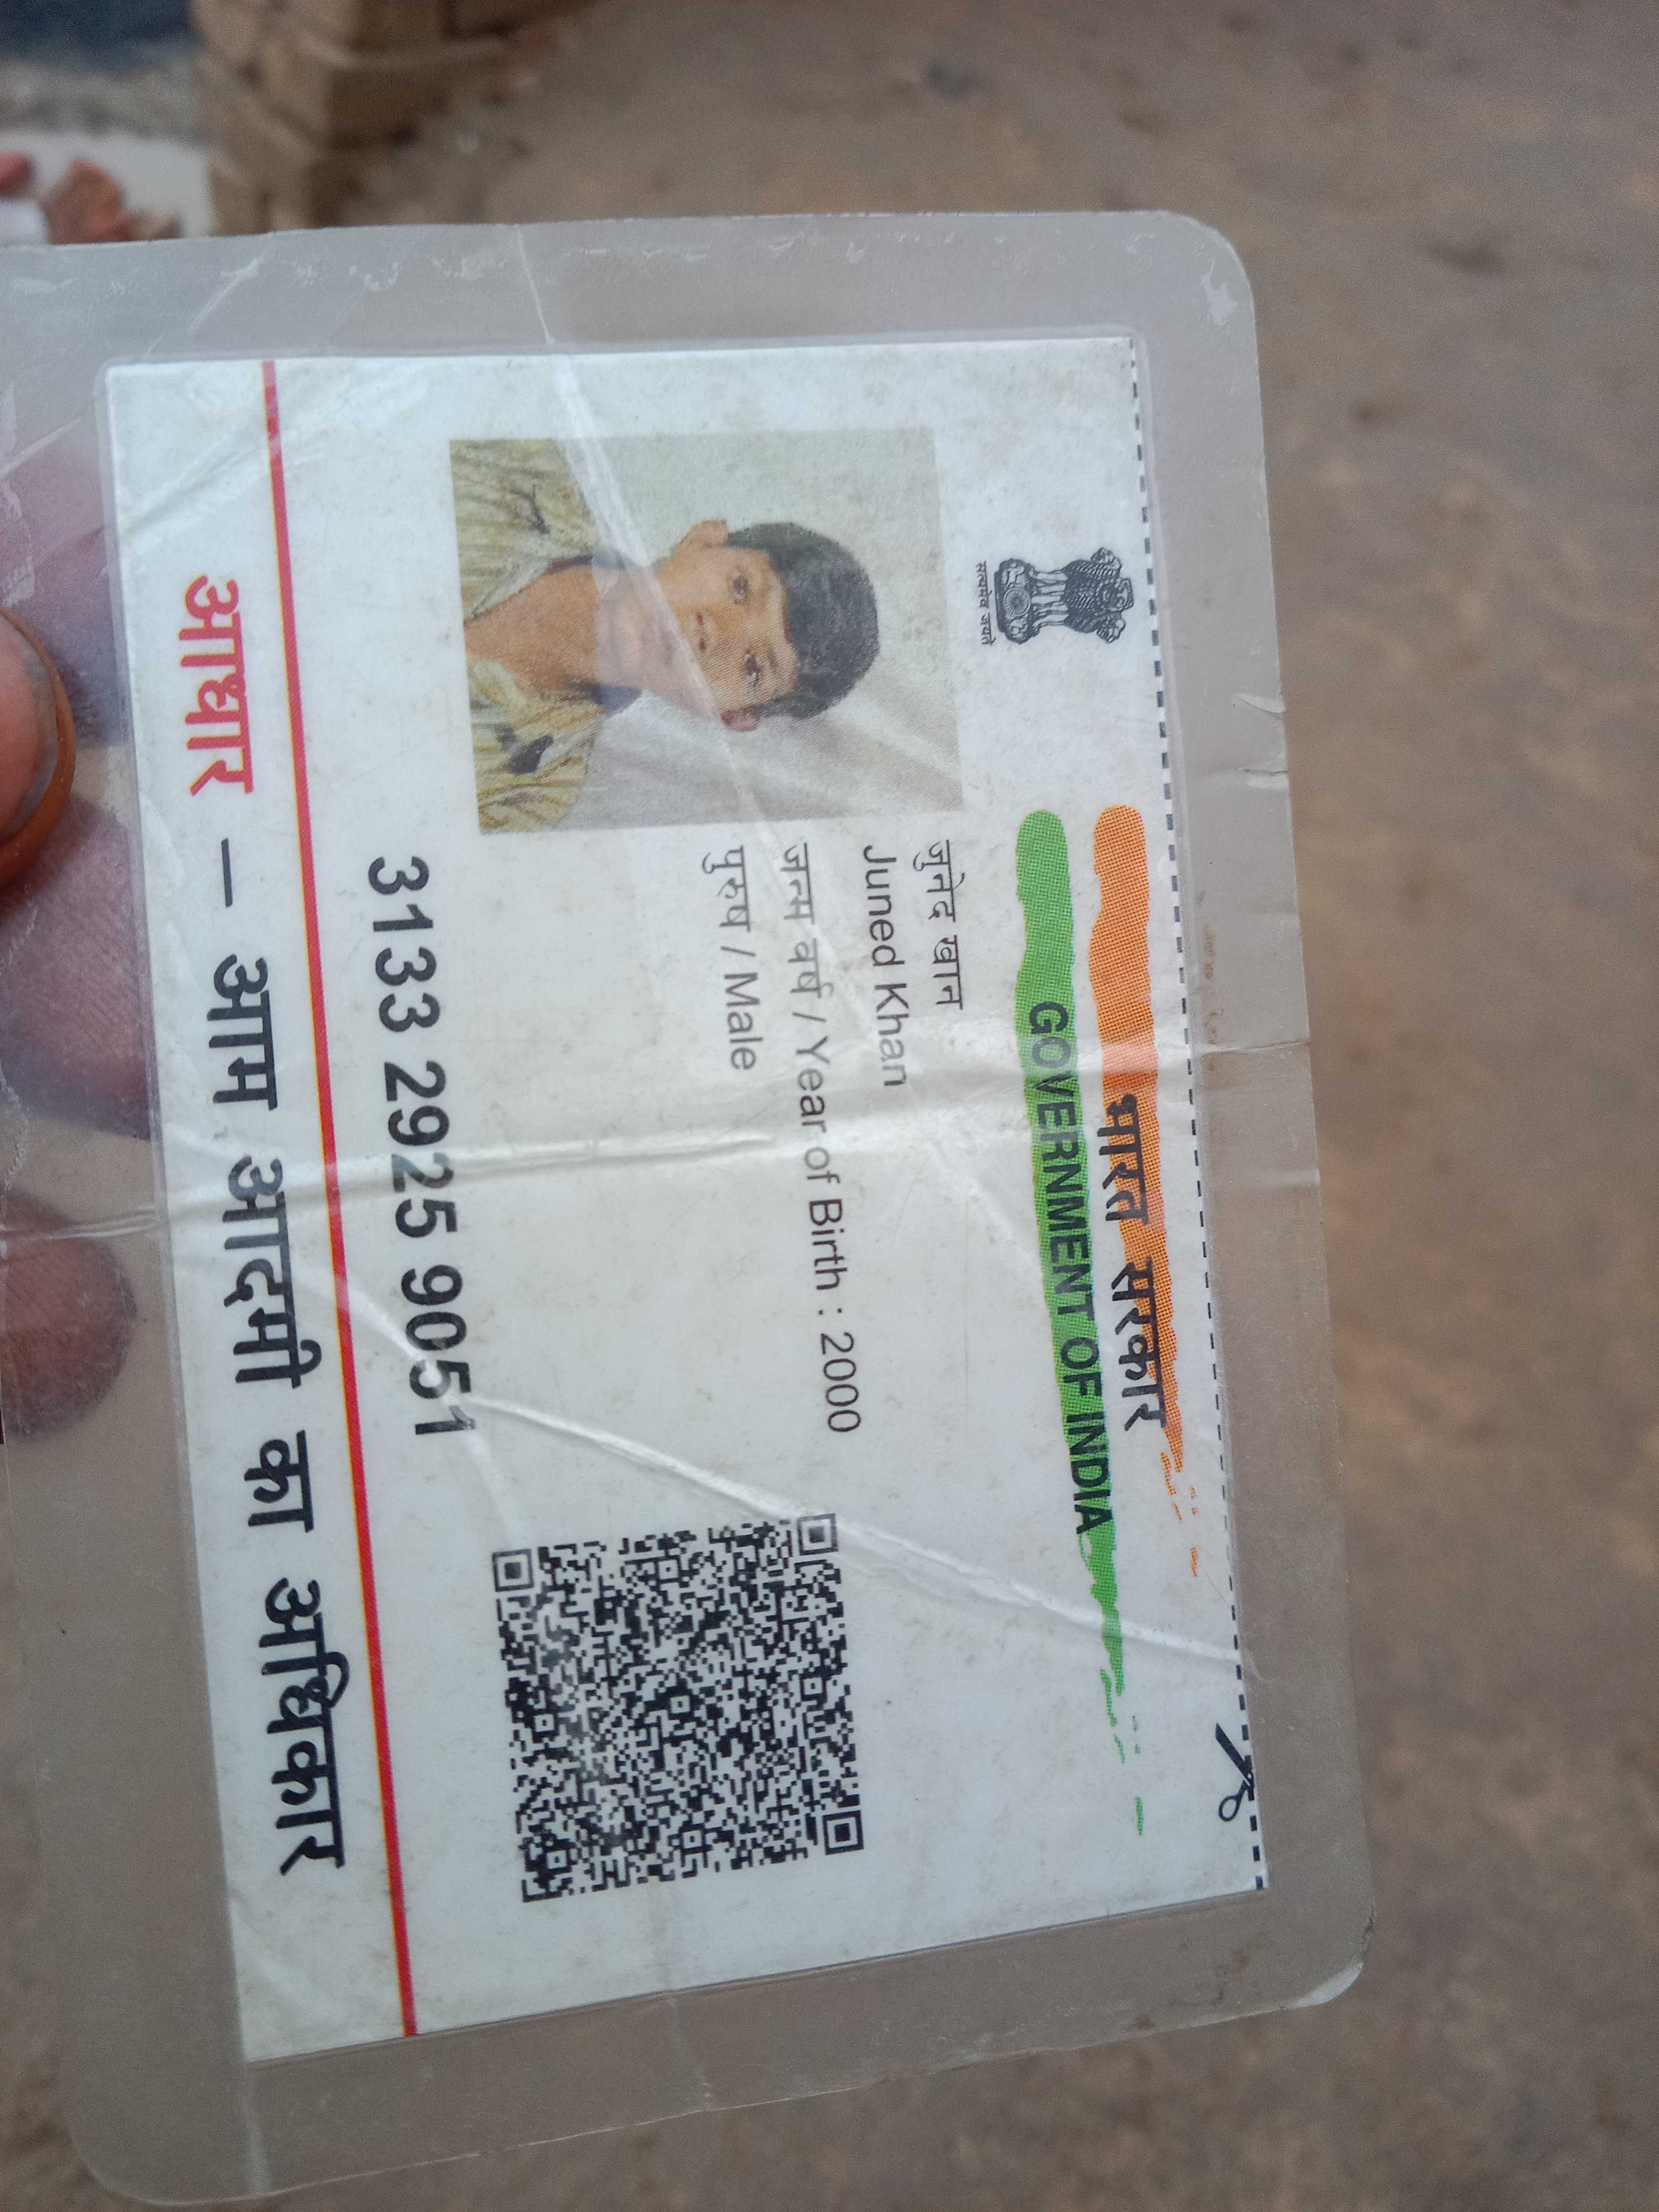 भारत सरकार
GOVERNMENT OF INDIA
सत्यमेव जयते
जुनेद खान
Juned Khan
जन्म वर्ष / Year of Birth : 2000
पुरुष / Male
3133 2925 9051
आधार – आम आदमी का अधिकार